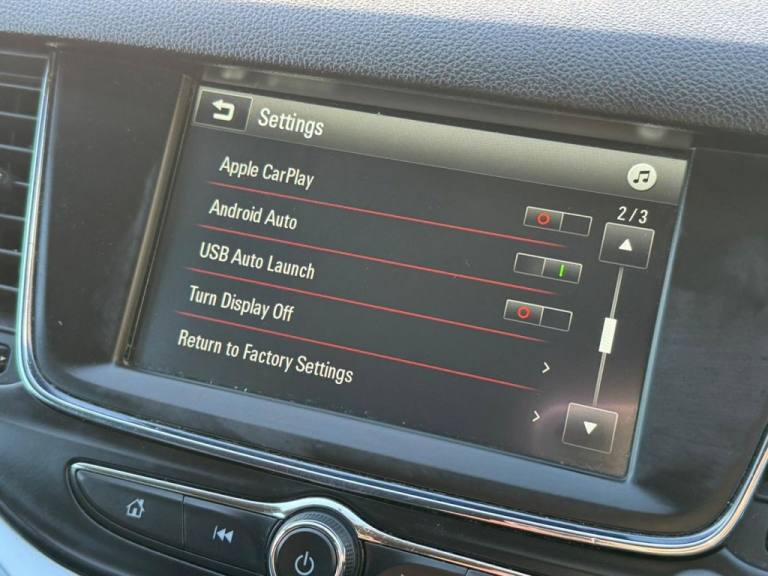 Settings
Apple CarPlay
2/3
Android Auto
USB Auto Launch
Turn Display Off
Return to Factory Settings